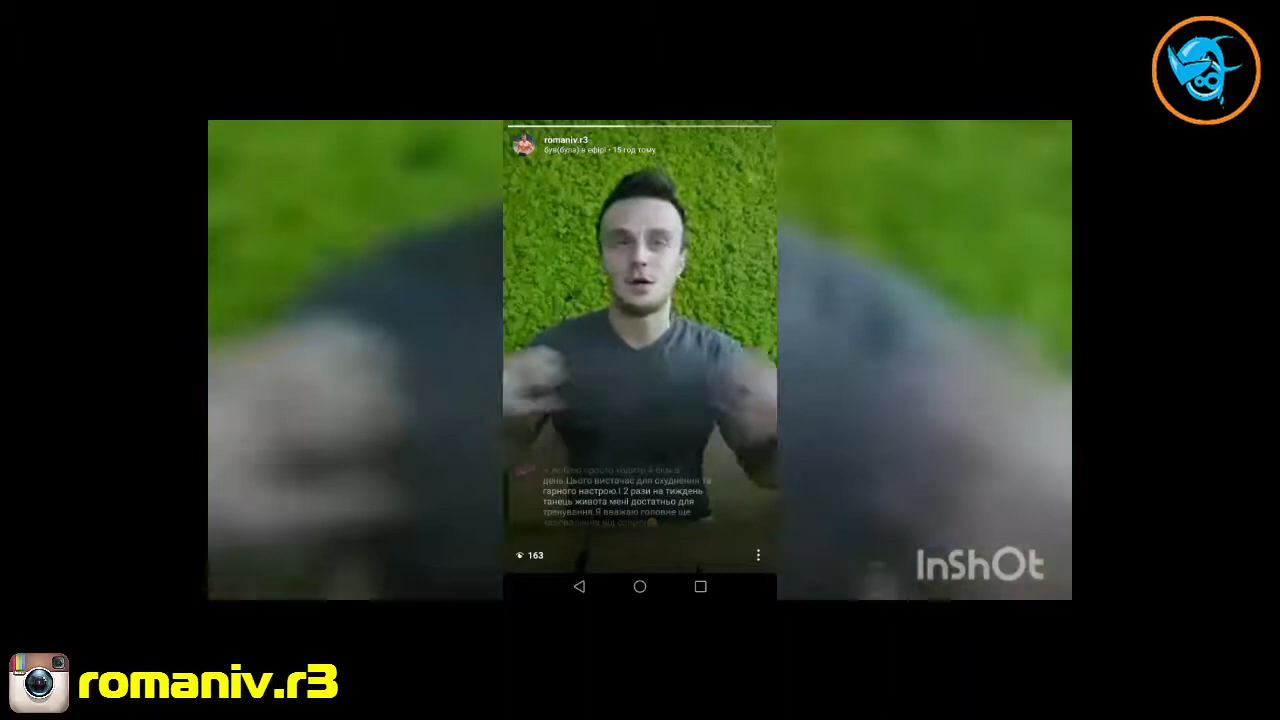 romaniv.r3
був(була) в ефірі • 15 год тому
день.Цього вистачає для схуднення та
гарного настрою.І 2 рази на тиждень
танець живота мені достатньо для
тренування.Я вважаю головне ще
163
InShOt
romaniv.r3